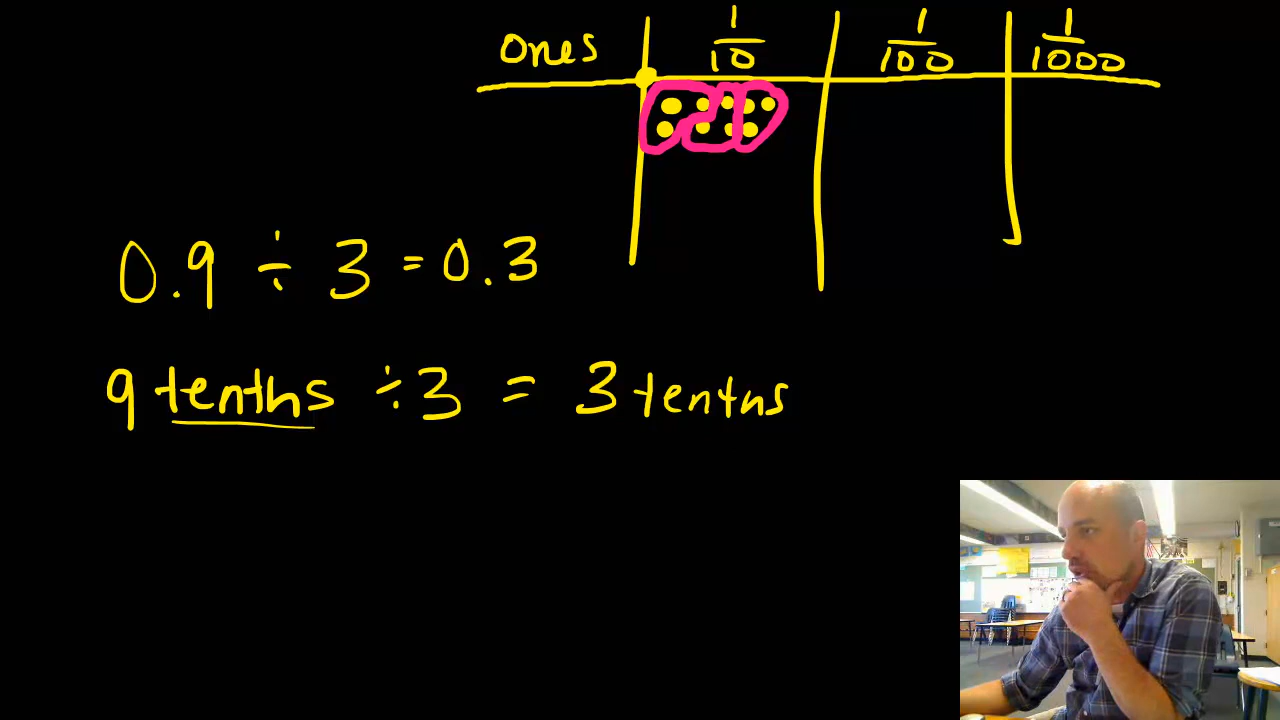 Ones 1/10 1/100 1/1000
0.9 ÷ 3 = 0.3
9 tenths ÷ 3 = 3 tenths